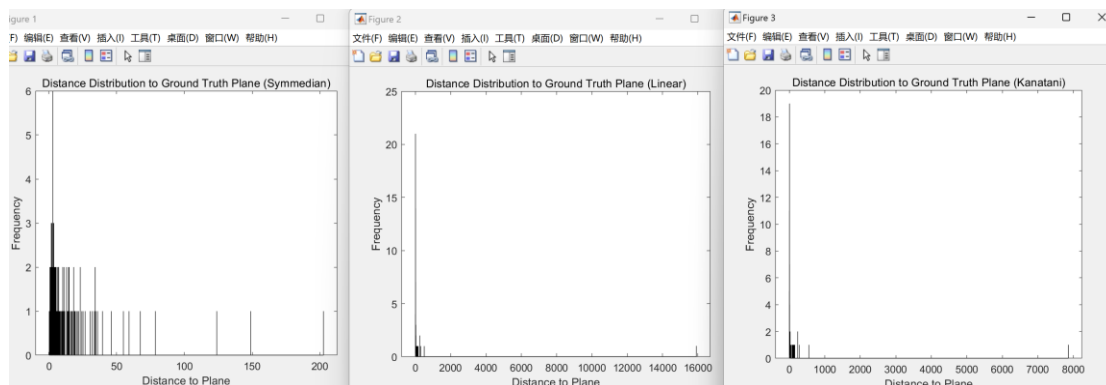 igure 1
F) 编辑(E) 查看(V) 插入(I) 工具(T) 桌面(D) 窗口(W) 帮助(H)
Distance Distribution to Ground Truth Plane (Symmedian)
6
5
4
3
2
1
0
Frequency
0 50 100 150 200
Distance to Plane
Figure 2
文件(F) 编辑(E) 查看(V) 插入(I) 工具(T) 桌面(D) 窗口(W) 帮助(H)
Distance Distribution to Ground Truth Plane (Linear)
25
20
15
10
5
0
Frequency
0 2000 4000 6000 8000 10000 12000 14000 16000
Distance to Plane
Figure 3
文件(F) 编辑(E) 查看(V) 插入(I) 工具(T) 桌面(D) 窗口(W) 帮助(H)
Distance Distribution to Ground Truth Plane (Kanatani)
20
18
16
14
12
10
8
6
4
2
0
Frequency
0 1000 2000 3000 4000 5000 6000 7000 8000
Distance to Plane